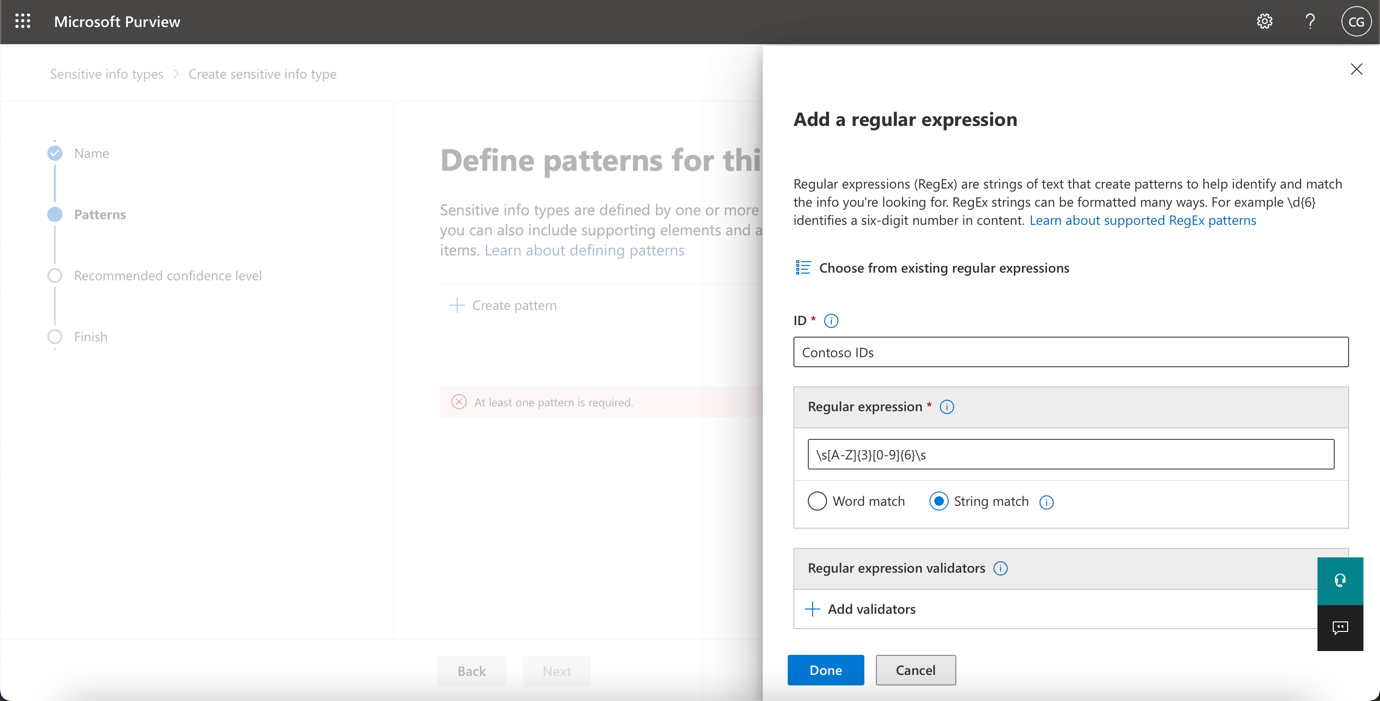 Microsoft Purview
CG
Sensitive info types > Create sensitive info type
Name
Patterns
Recommended confidence level
Finish
Define patterns for thi
Sensitive info types are defined by one or more
you can also include supporting elements and a
items. Learn about defining patterns
Create pattern
At least one pattern is required.
Back
Next
Add a regular expression
Regular expressions (RegEx) are strings of text that create patterns to help identify and match
the info you're looking for. RegEx strings can be formatted many ways. For example \d{6}
identifies a six-digit number in content. Learn about supported RegEx patterns
Choose from existing regular expressions
ID *
Contoso IDs
Regular expression *
\s[A-Z]{3}[0-9]{6}\s
Word match
String match
Regular expression validators
Add validators
Done
Cancel